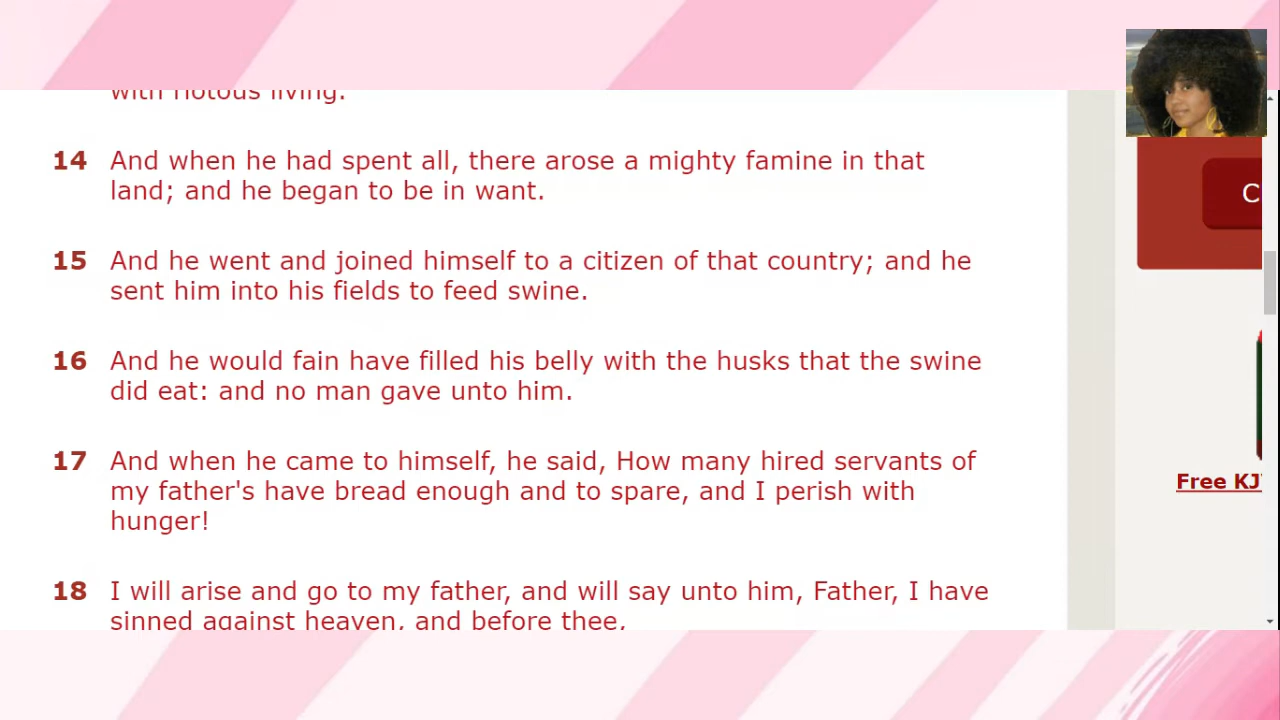 with riotous living.
14 And when he had spent all, there arose a mighty famine in that
land; and he began to be in want.
15 And he went and joined himself to a citizen of that country; and he
sent him into his fields to feed swine.
16 And he would fain have filled his belly with the husks that the swine
did eat: and no man gave unto him.
17 And when he came to himself, he said, How many hired servants of
my father's have bread enough and to spare, and I perish with
hunger!
18 I will arise and go to my father, and will say unto him, Father, I have
sinned against heaven, and before thee,
C
Free KJ